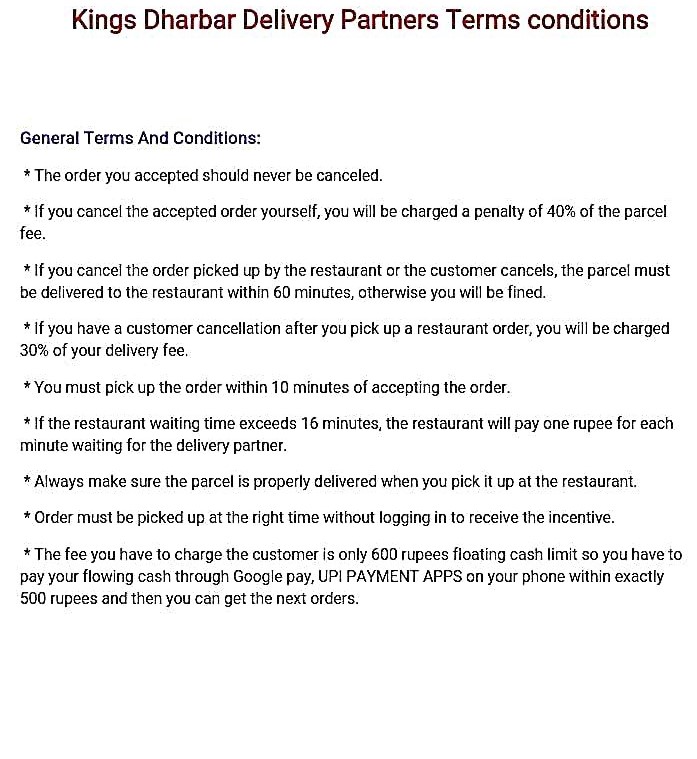 Kings Dharbar Delivery Partners Terms conditions
General Terms And Conditions:
* The order you accepted should never be canceled.
* If you cancel the accepted order yourself, you will be charged a penalty of 40% of the parcel
fee.
* If you cancel the order picked up by the restaurant or the customer cancels, the parcel must
be delivered to the restaurant within 60 minutes, otherwise you will be fined.
* If you have a customer cancellation after you pick up a restaurant order, you will be charged
30% of your delivery fee.
* You must pick up the order within 10 minutes of accepting the order.
* If the restaurant waiting time exceeds 16 minutes, the restaurant will pay one rupee for each
minute waiting for the delivery partner.
* Always make sure the parcel is properly delivered when you pick it up at the restaurant.
* Order must be picked up at the right time without logging in to receive the incentive.
* The fee you have to charge the customer is only 600 rupees floating cash limit so you have to
pay your flowing cash through Google pay, UPI PAYMENT APPS on your phone within exactly
500 rupees and then you can get the next orders.